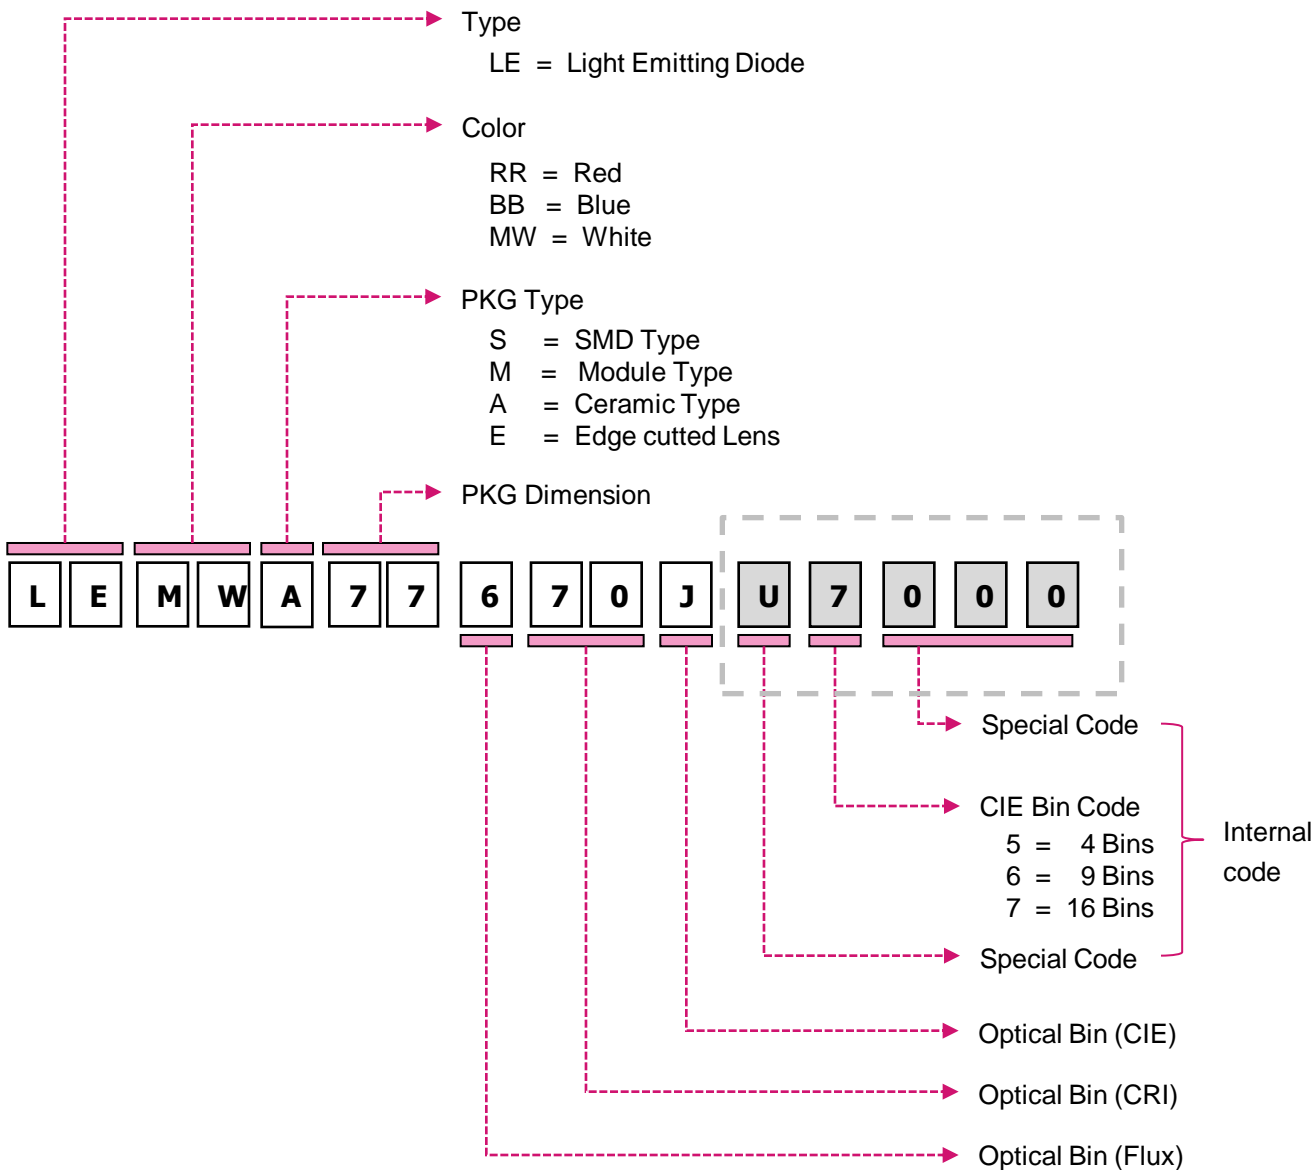 Type
LE = Light Emitting Diode
Color
RR = Red
BB = Blue
MW = White
PKG Type
S = SMD Type
M = Module Type
A = Ceramic Type
E = Edge cutted Lens
PKG Dimension
L E M W A 7 7 6 7 0 J U 7 0 0 0
Special Code
CIE Bin Code
5 = 4 Bins
6 = 9 Bins
7 = 16 Bins
Special Code
Internal
code
Optical Bin (CIE)
Optical Bin (CRI)
Optical Bin (Flux)